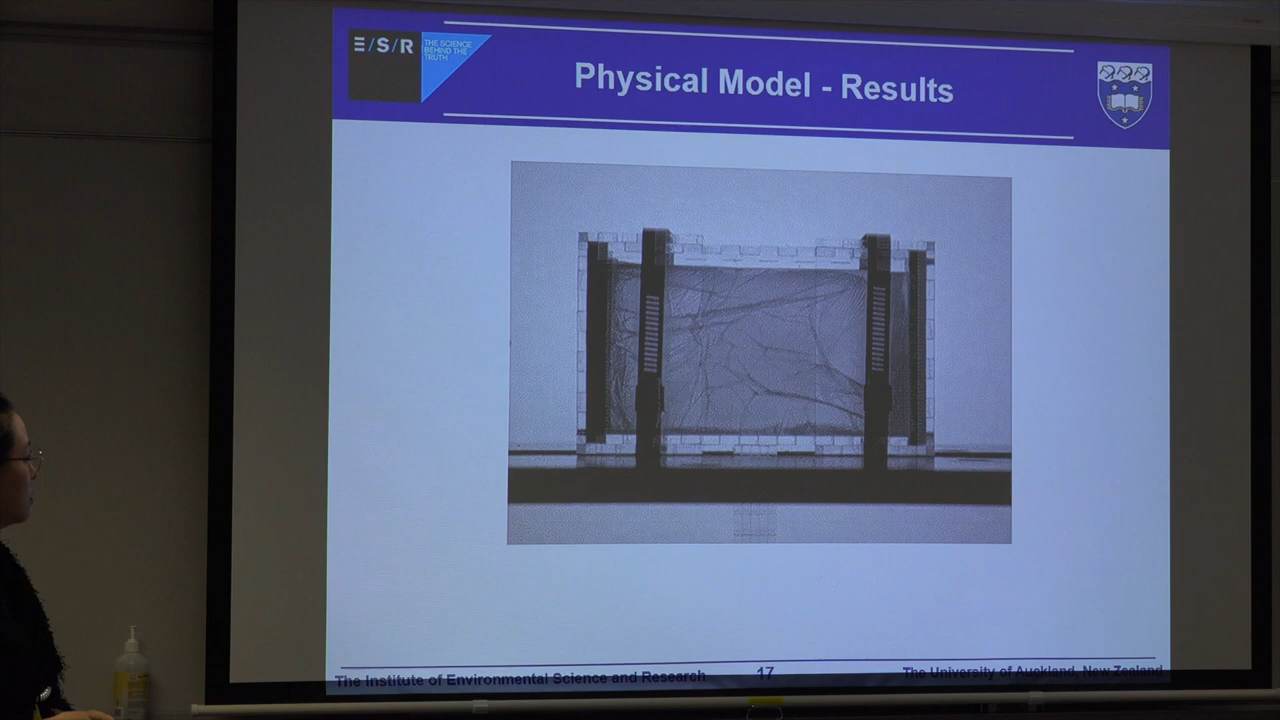 E/S/R
THE SCIENCE
BEHIND THE
TRUTH
Physical Model - Results
The Institute of Environmental Science and Research
17
The University of Auckland, New Zealand